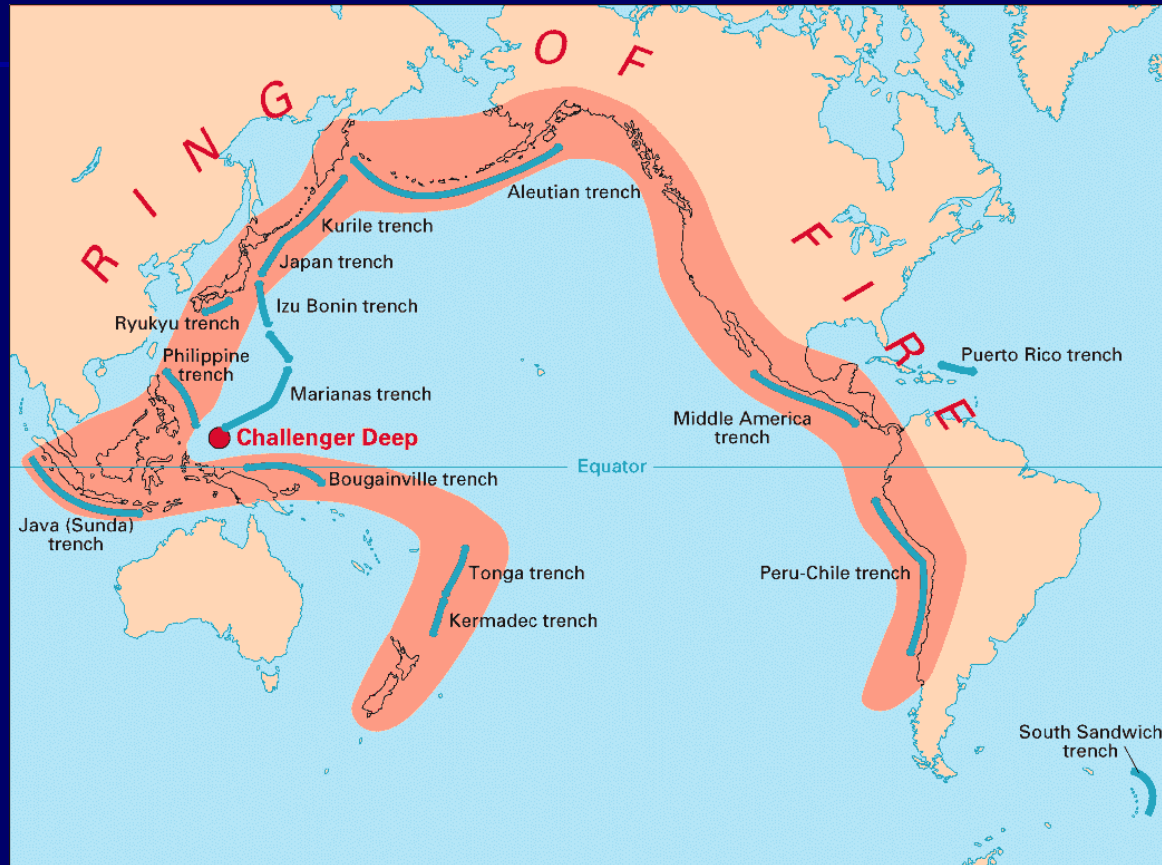 RING OF FIRE
Aleutian trench
Kurile trench
Japan trench
Izu Bonin trench
Ryukyu trench
Philippine
trench
Marianas trench
Challenger Deep
Puerto Rico trench
Middle America
trench
Equator
Bougainville trench
Java (Sunda)
trench
Tonga trench
Kermadec trench
Peru-Chile trench
South Sandwich
trench